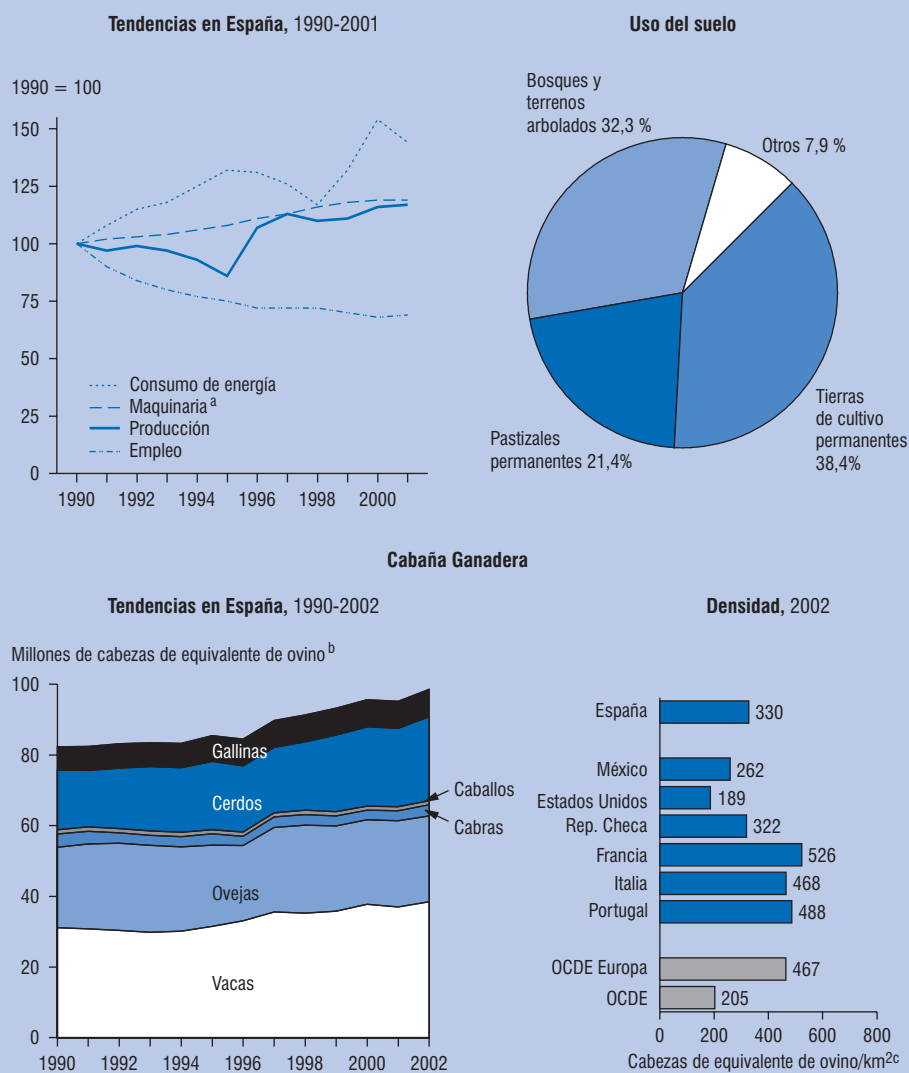 Tendencias en España, 1990-2001
1990 = 100
150
125
100
75
50
25
0
1990 1992 1994 1996 1998 2000
Consumo de energía
Maquinaria a
Producción
Empleo
Uso del suelo
Bosques y
terrenos
arbolados 32,3 %
Otros 7,9 %
Tierras
de cultivo
permanentes
38,4%
Pastizales
permanentes 21,4%
Cabaña Ganadera
Tendencias en España, 1990-2002
Millones de cabezas de equivalente de ovino b
100
80
60
40
20
0
1990 1992 1994 1996 1998 2000 2002
Gallinas
Cerdos
Caballos
Cabras
Ovejas
Vacas
Densidad, 2002
España 330
México 262
Estados Unidos 189
Rep. Checa 322
Francia 526
Italia 468
Portugal 488
OCDE Europa 467
OCDE 205
0 200 400 600 800
Cabezas de equivalente de ovino/km2c